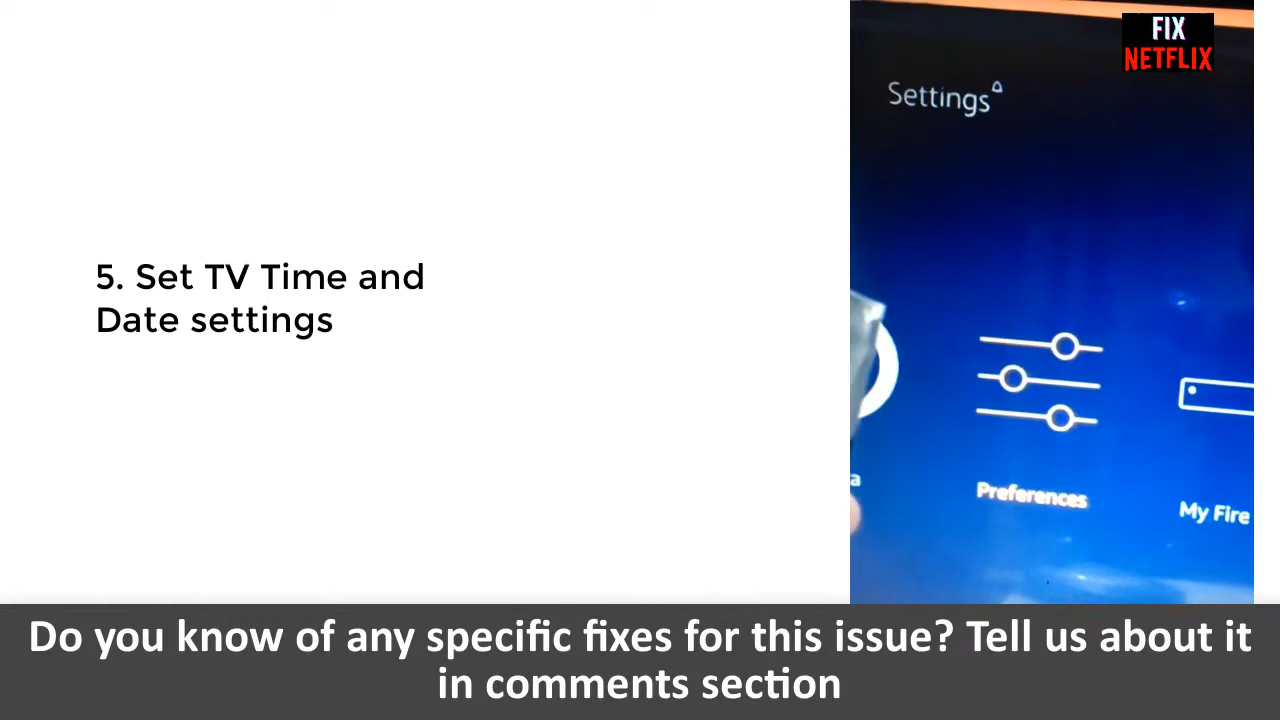 FIX
NETFLIX
Settings
5. Set TV Time and
Date settings
a
Preferences
My Fire
Do you know of any specific fixes for this issue? Tell us about it
in comments section